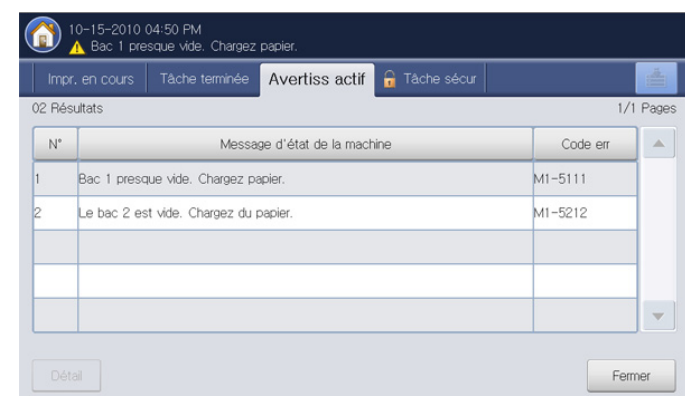 10-15-2010 04:50 PM
Bac 1 presque vide. Chargez papier.
Impr. en cours Tâche terminée Avertiss actif Tâche sécur
02 Résultats 1/1 Pages
N° Message d'état de la machine Code err
1 Bac 1 presque vide. Chargez papier. M1-5111
2 Le bac 2 est vide. Chargez du papier. M1-5212
Détail Fermer